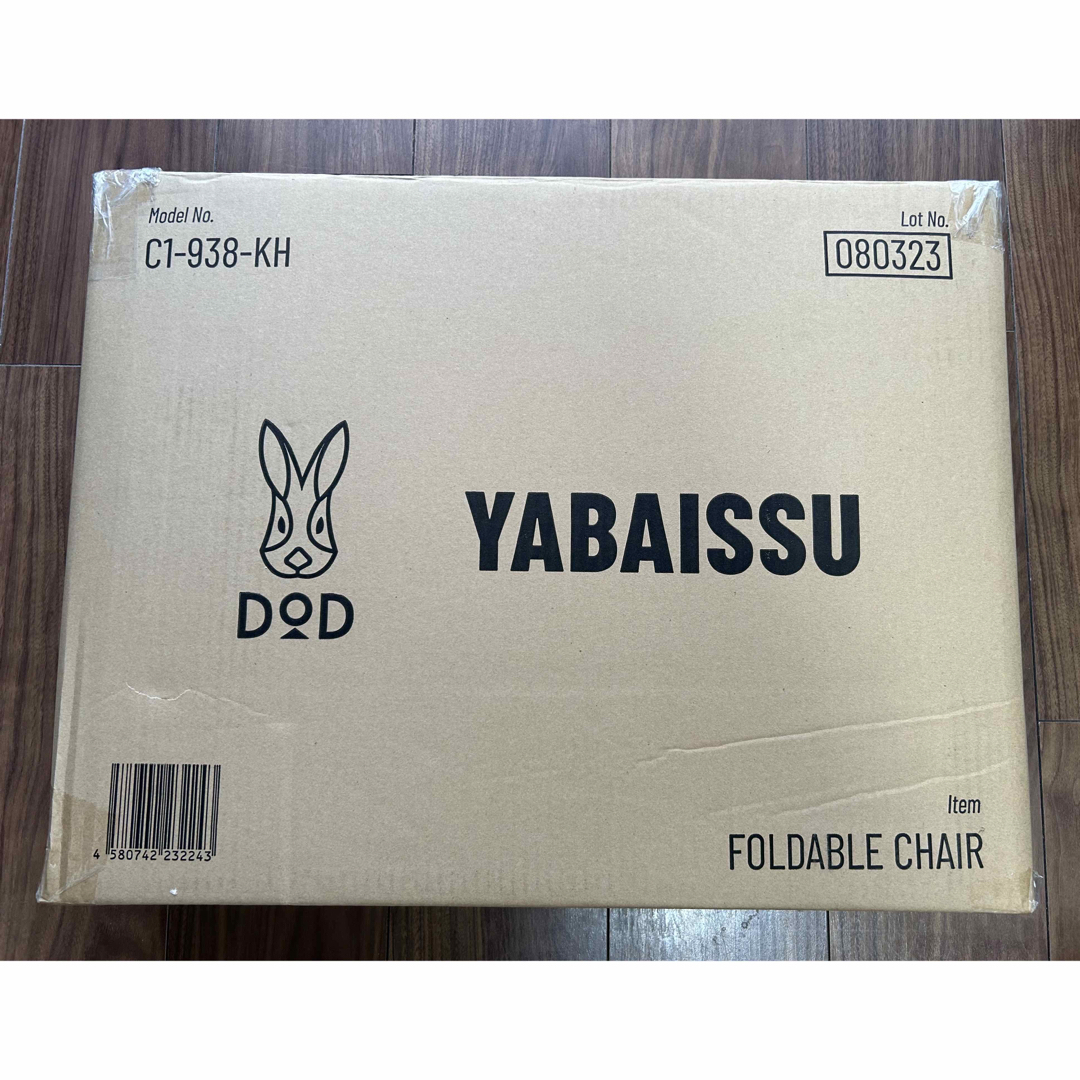 Model No.
C1-938-KH
Lot No.
080323
YABAISSU
DOD
4 580742 232243
Item
FOLDABLE CHAIR